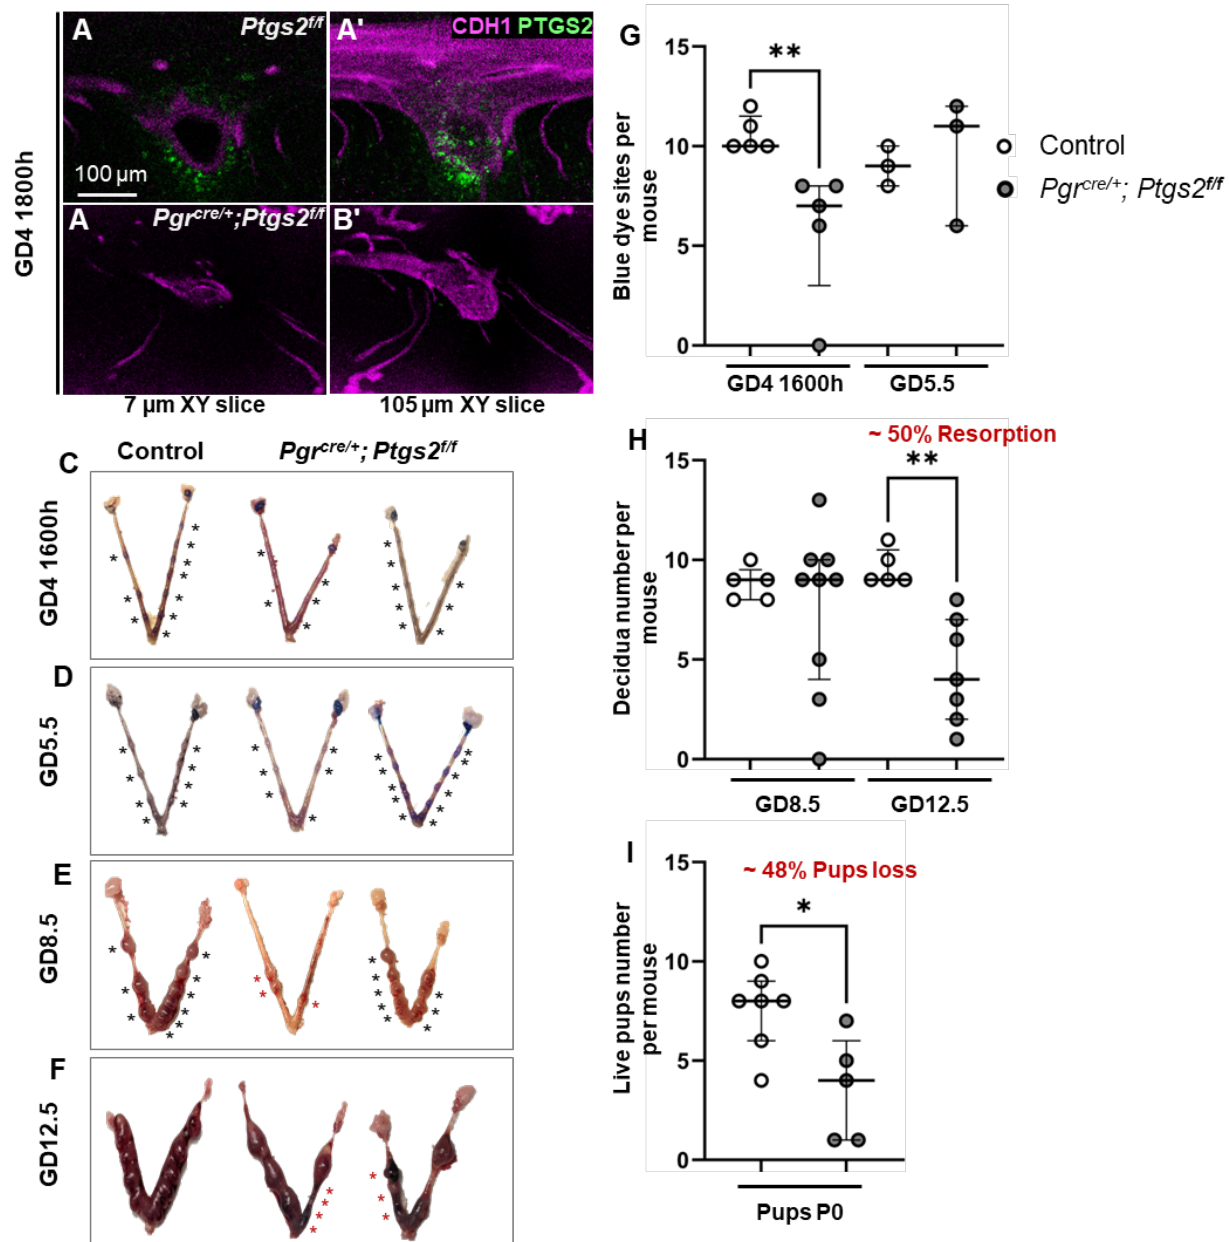 A
Ptgs2f/f
A'
CDH1 PTGS2
100 µm
A
Pgrcre/+;Ptgs2f/f
B'
GD4 1800h
7 µm XY slice
105 µm XY slice
C
Control
Pgrcre/+; Ptgs2f/f
GD4 1600h
* * * * * * * * * *
* * * *
* * * * * * *
D
GD5.5
E
GD8.5
F
GD12.5
G
Blue dye sites per
mouse
15
10
5
0
**
GD4 1600h
GD5.5
Control
Pgrcre/+; Ptgs2f/f
H
Decidua number per
mouse
~ 50% Resorption
15
10
5
0
**
GD8.5
GD12.5
I
Live pups number
per mouse
~ 48% Pups loss
15
10
5
0
*
Pups P0